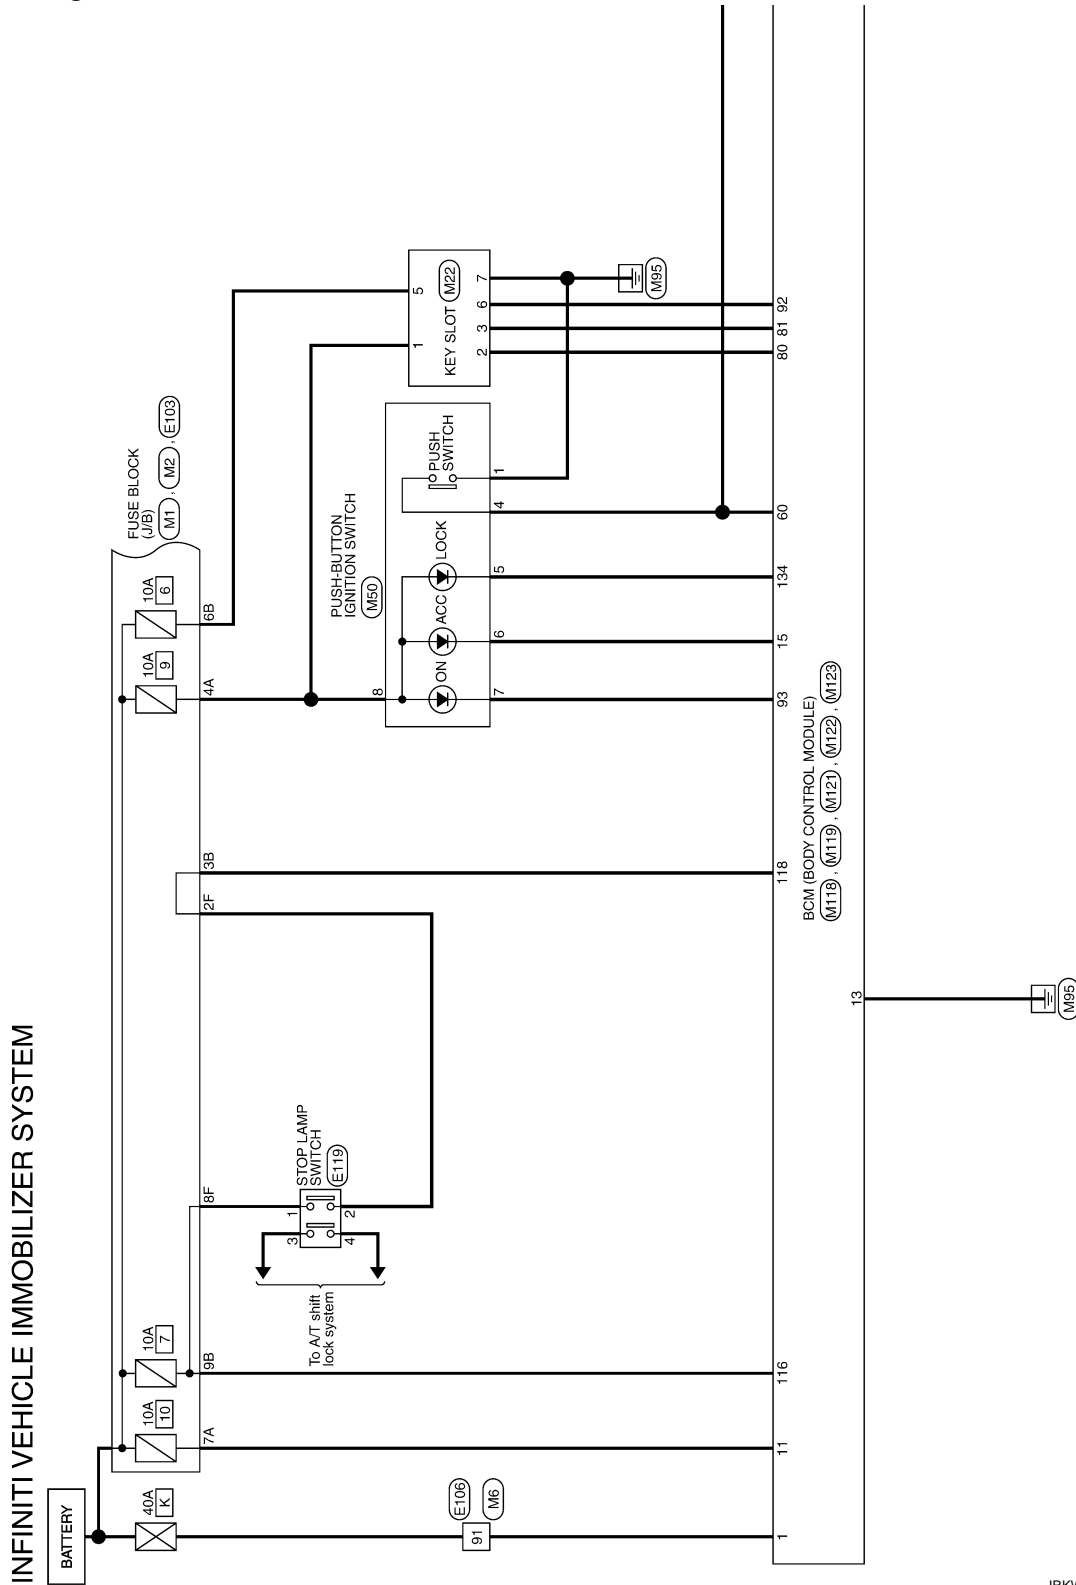 INFINITI VEHICLE IMMOBILIZER SYSTEM
BATTERY
40A
K
10A
10
10A
7
10A
9
10A
6
FUSE BLOCK
(J/B)
M1 , M2 , E103
7A
9B
8F
2F
3B
4A
6B
STOP LAMP
SWITCH
E119
1
3
2
4
To A/T shift
lock system
PUSH-BUTTON
IGNITION SWITCH
M50
8
ON
ACC
LOCK
PUSH
SWITCH
7
6
5
4
1
1
5
KEY SLOT
M22
2
3
6
7
M95
E106
M6
91
1
11
116
118
93
15
134
60
80
81
92
BCM (BODY CONTROL MODULE)
M118 , M119 , M121 , M122 , M123
13
M95